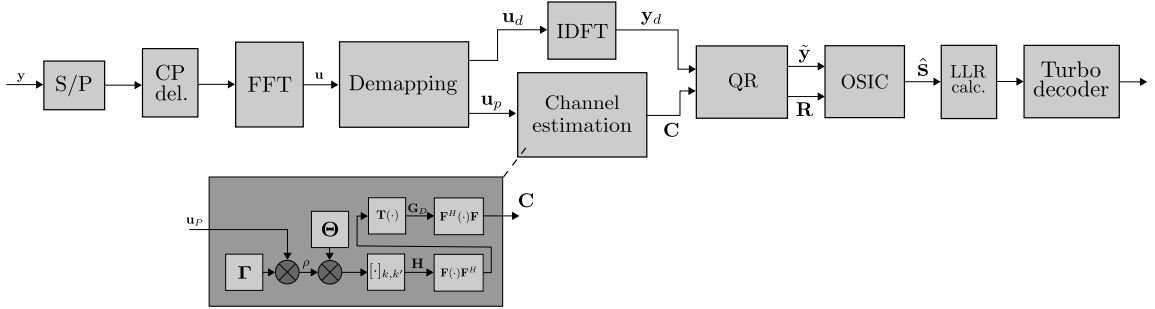 y
S/P
CP
del.
FFT
u
Demapping
u_d
IDFT
y_d
u_p
Channel
estimation
C
QR
ỹ
R
OSIC
ŝ
LLR
calc.
Turbo
decoder
u_P
Γ
ρ
Θ
[·]_{k,k'}
H
F(·)F^H
T(·)
G_D
F^H(·)F
C